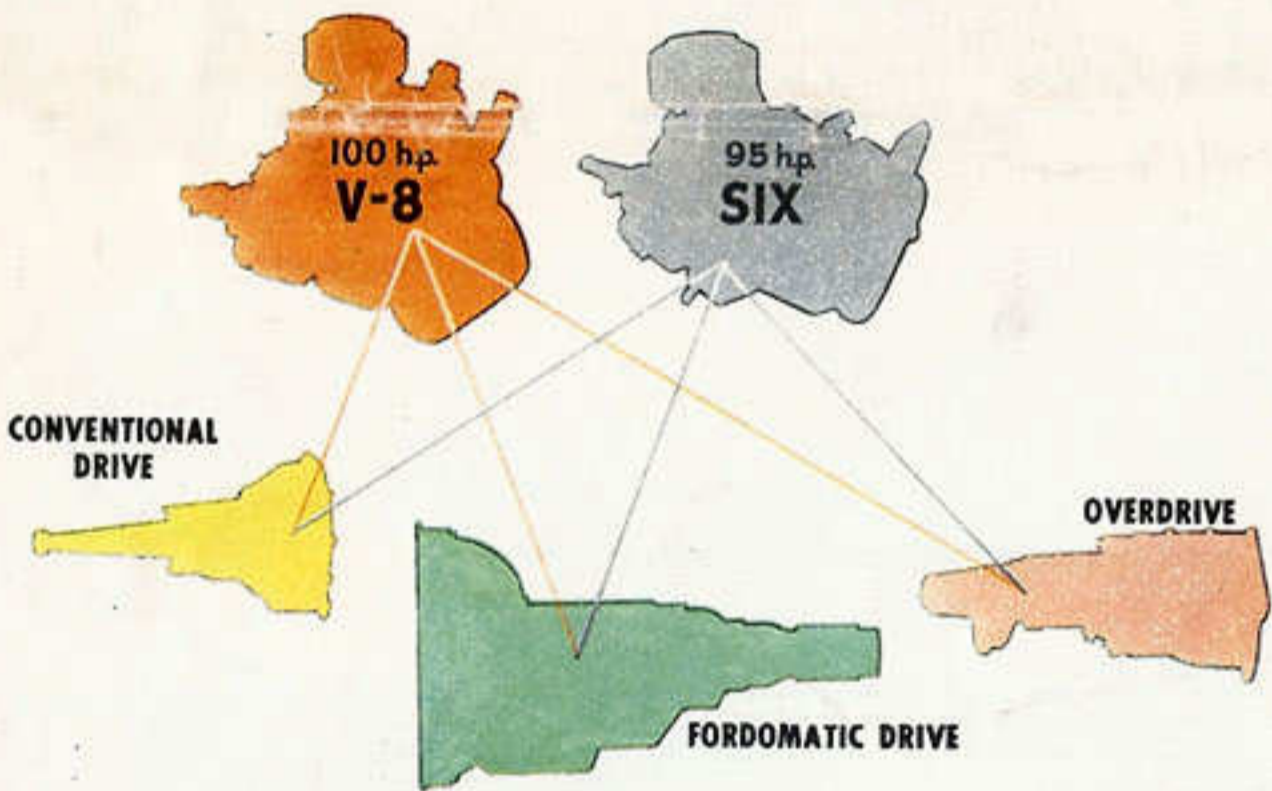 100 h.p.
V-8
95 h.p.
SIX
CONVENTIONAL
DRIVE
OVERDRIVE
FORDOMATIC DRIVE